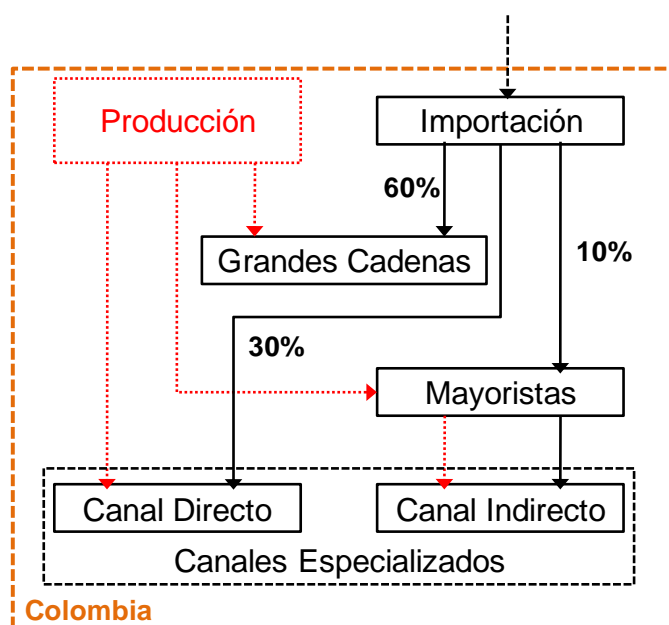 Producción
Importación
60%
Grandes Cadenas
10%
30%
Mayoristas
Canal Directo
Canal Indirecto
Canales Especializados
Colombia